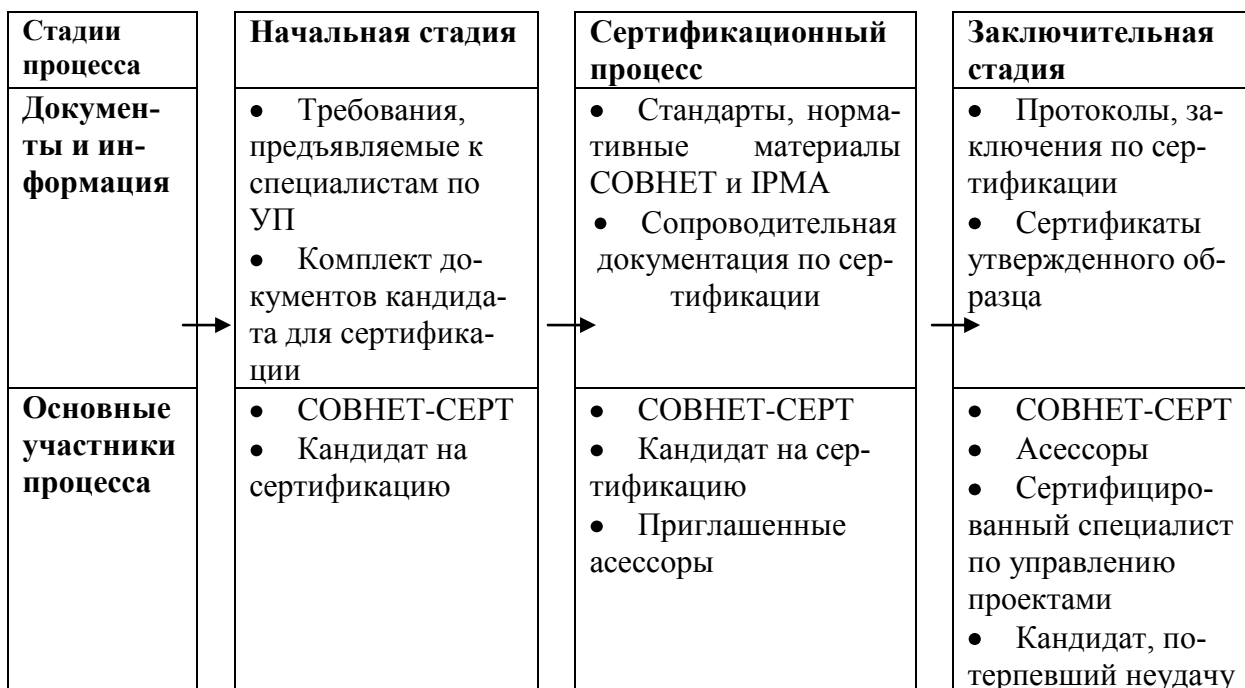 Стадии
процесса
Начальная стадия
Сертификационный
процесс
Заключительная
стадия
Докумен-
ты и ин-
формация
• Требования,
предъявляемые к
специалистам по
УП
• Комплект до-
кументов кандида-
та для сертифика-
ции
• Стандарты, норма-
тивные материалы
СОВНЕТ и IPMA
• Сопроводительная
документация по сер-
тификации
• Протоколы, за-
ключения по сер-
тификации
• Сертификаты
утвержденного об-
разца
Основные
участники
процесса
• СОВНЕТ-СЕРТ
• Кандидат на
сертификацию
• СОВНЕТ-СЕРТ
• Кандидат на сер-
тификацию
• Приглашенные
асессоры
• СОВНЕТ-СЕРТ
• Асессоры
• Сертифициро-
ванный специалист
по управлению
проектами
• Кандидат, по-
терпевший неудачу